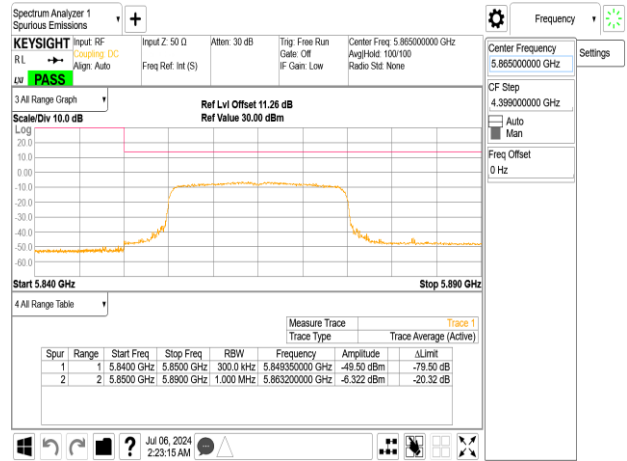 Spectrum Analyzer 1
Spurious Emissions
Frequency
KEYSIGHT Input: RF Input Z: 50 Ω Atten: 30 dB Trig: Free Run Center Freq: 5.865000000 GHz
RL Coupling: DC Gate: Off Avg|Hold: 100/100
Align: Auto Freq Ref: Int (S) IF Gain: Low Radio Std: None
LXI PASS
Center Frequency
5.865000000 GHz
Settings
CF Step
4.399000000 GHz
Auto
Man
Freq Offset
0 Hz
3 All Range Graph
Ref Lvl Offset 11.26 dB
Scale/Div 10.0 dB Ref Value 30.00 dBm
Log
20.0
10.0
0.00
-10.0
-20.0
-30.0
-40.0
-50.0
-60.0
Start 5.840 GHz Stop 5.890 GHz
4 All Range Table
Measure Trace Trace 1
Trace Type Trace Average (Active)
Spur Range Start Freq Stop Freq RBW Frequency Amplitude ΔLimit
1 1 5.8400 GHz 5.8500 GHz 300.0 kHz 5.849350000 GHz -49.50 dBm -79.50 dB
2 2 5.8500 GHz 5.8900 GHz 1.000 MHz 5.863200000 GHz -6.322 dBm -20.32 dB
Jul 06, 2024
2:23:15 AM